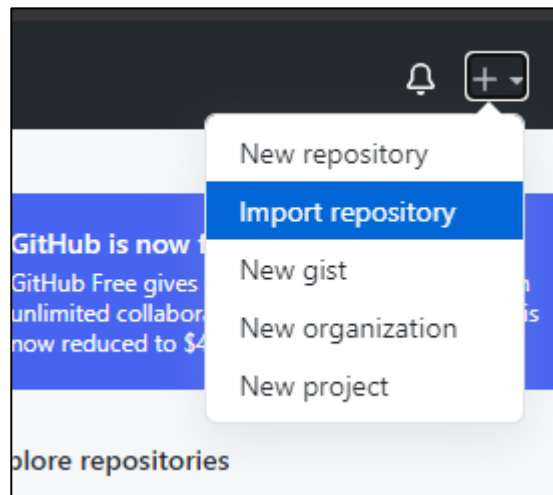 New repository
Import repository
GitHub is now
New gist
GitHub Free gives
unlimited collabor is
New organization
now reduced to $4
New project
plore repositories